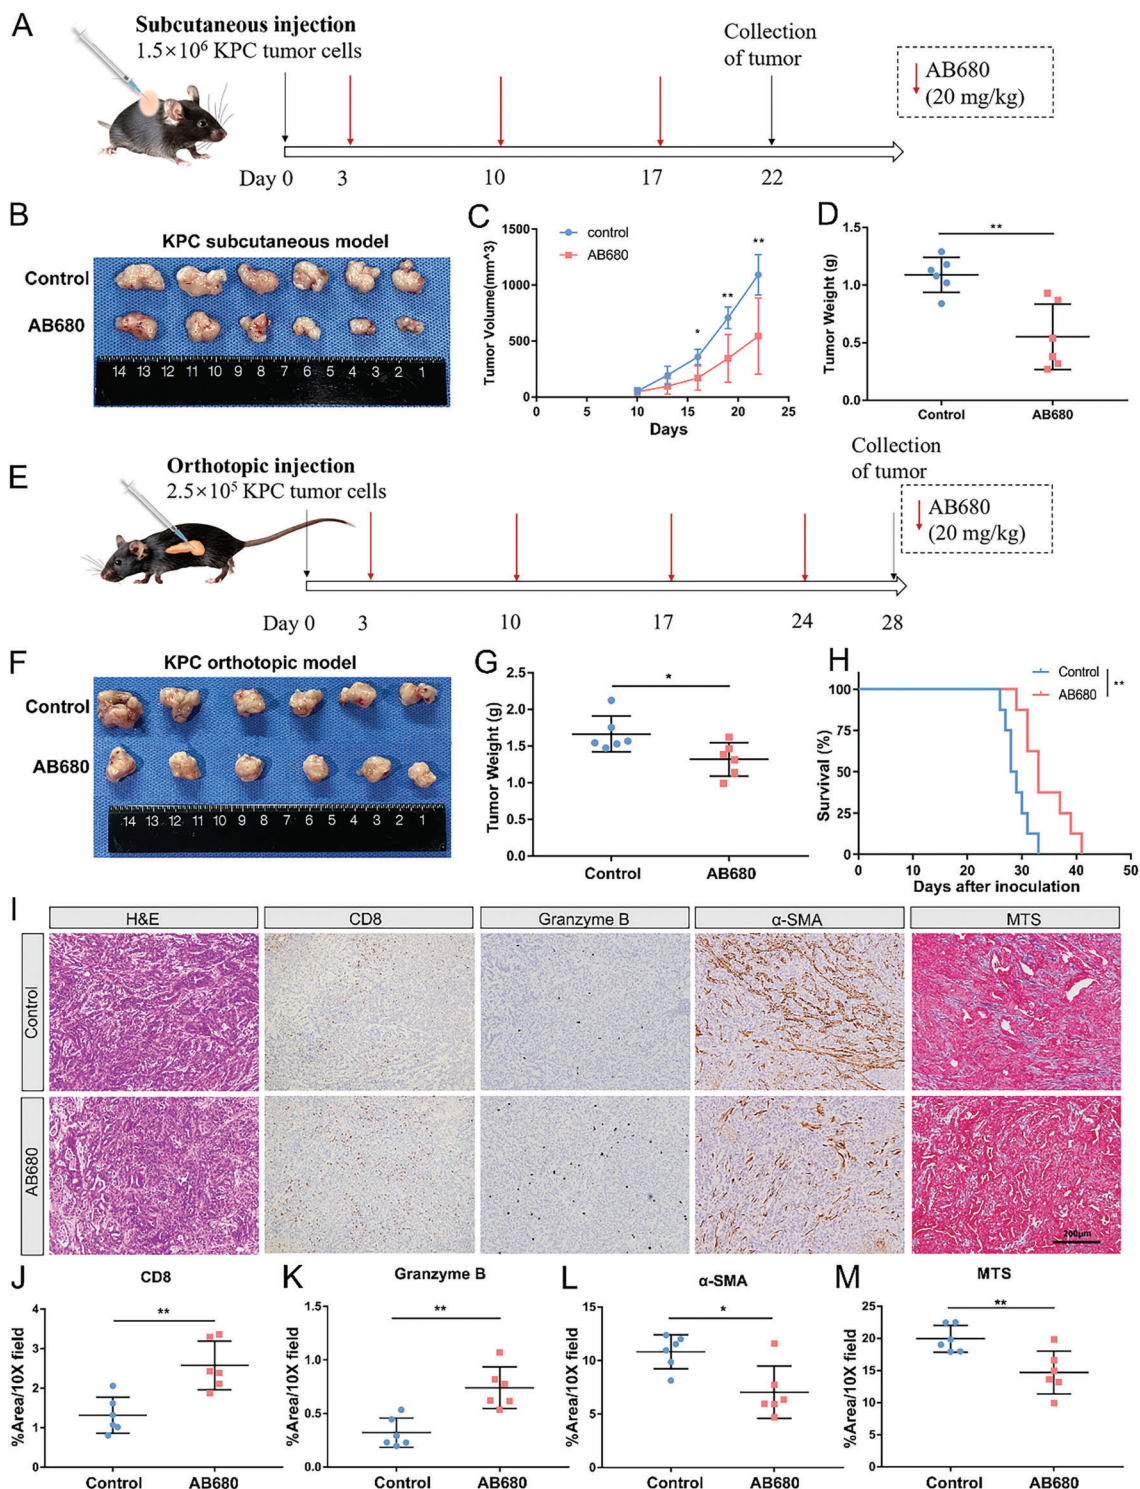 A
Subcutaneous injection
1.5×10⁶ KPC tumor cells
Collection
of tumor
AB680
(20 mg/kg)
Day 0
3
10
17
22
B
KPC subcutaneous model
Control
AB680
14 13 12 11 10 9 8 7 6 5 4 3 2 1
C
control
AB680
Tumor Volume(mm^3)
1500
1000
500
0
0 5 10 15 20 25
Days
*
**
**
D
Tumor Weight (g)
1.5
1.0
0.5
0.0
**
Control
AB680
E
Orthotopic injection
2.5×10⁵ KPC tumor cells
Collection
of tumor
AB680
(20 mg/kg)
Day 0
3
10
17
24
28
F
KPC orthotopic model
Control
AB680
14 13 12 11 10 9 8 7 6 5 4 3 2 1
G
Tumor Weight (g)
2.5
2.0
1.5
1.0
0.5
0.0
*
Control
AB680
H
Control
AB680
**
Survival (%)
100
75
50
25
0
0 10 20 30 40 50
Days after inoculation
I
H&E
CD8
Granzyme B
α-SMA
MTS
Control
AB680
200μm
J
CD8
%Area/10X field
4
3
2
1
0
**
Control
AB680
K
Granzyme B
%Area/10X field
1.5
1.0
0.5
0.0
**
Control
AB680
L
α-SMA
%Area/10X field
15
10
5
0
*
Control
AB680
M
MTS
%Area/10X field
25
20
15
10
5
0
**
Control
AB680